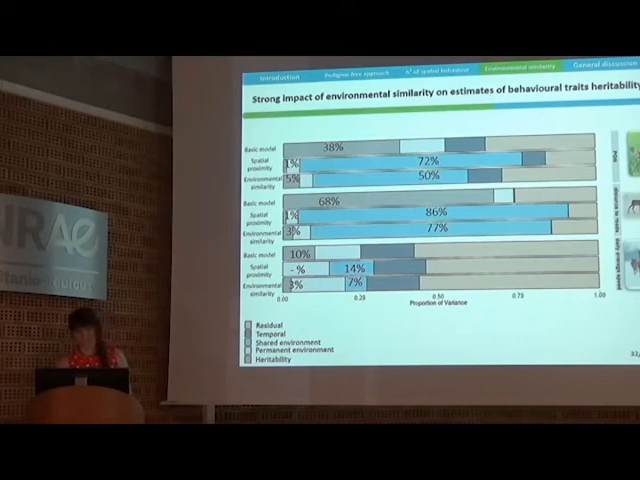 Introduction
Pedigree free approach
h² of spatial behaviour
Environmental similarity
General discussion
Strong impact of environmental similarity on estimates of behavioural traits heritability
Basic model
38%
Spatial proximity
1%
72%
Environmental similarity
5%
50%
Basic model
68%
Spatial proximity
1%
86%
Environmental similarity
3%
77%
Basic model
10%
Spatial proximity
- %
14%
Environmental similarity
3%
7%
0.00
0.25
0.50
0.75
1.00
Proportion of Variance
Residual
Temporal
Shared environment
Permanent environment
Heritability
32/
NRAE